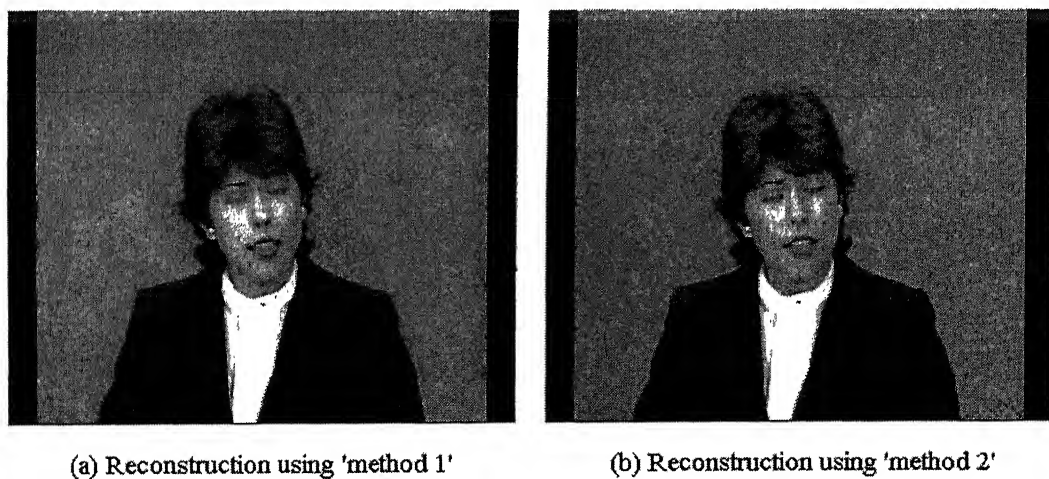 (a) Reconstruction using 'method 1'
(b) Reconstruction using 'method 2'